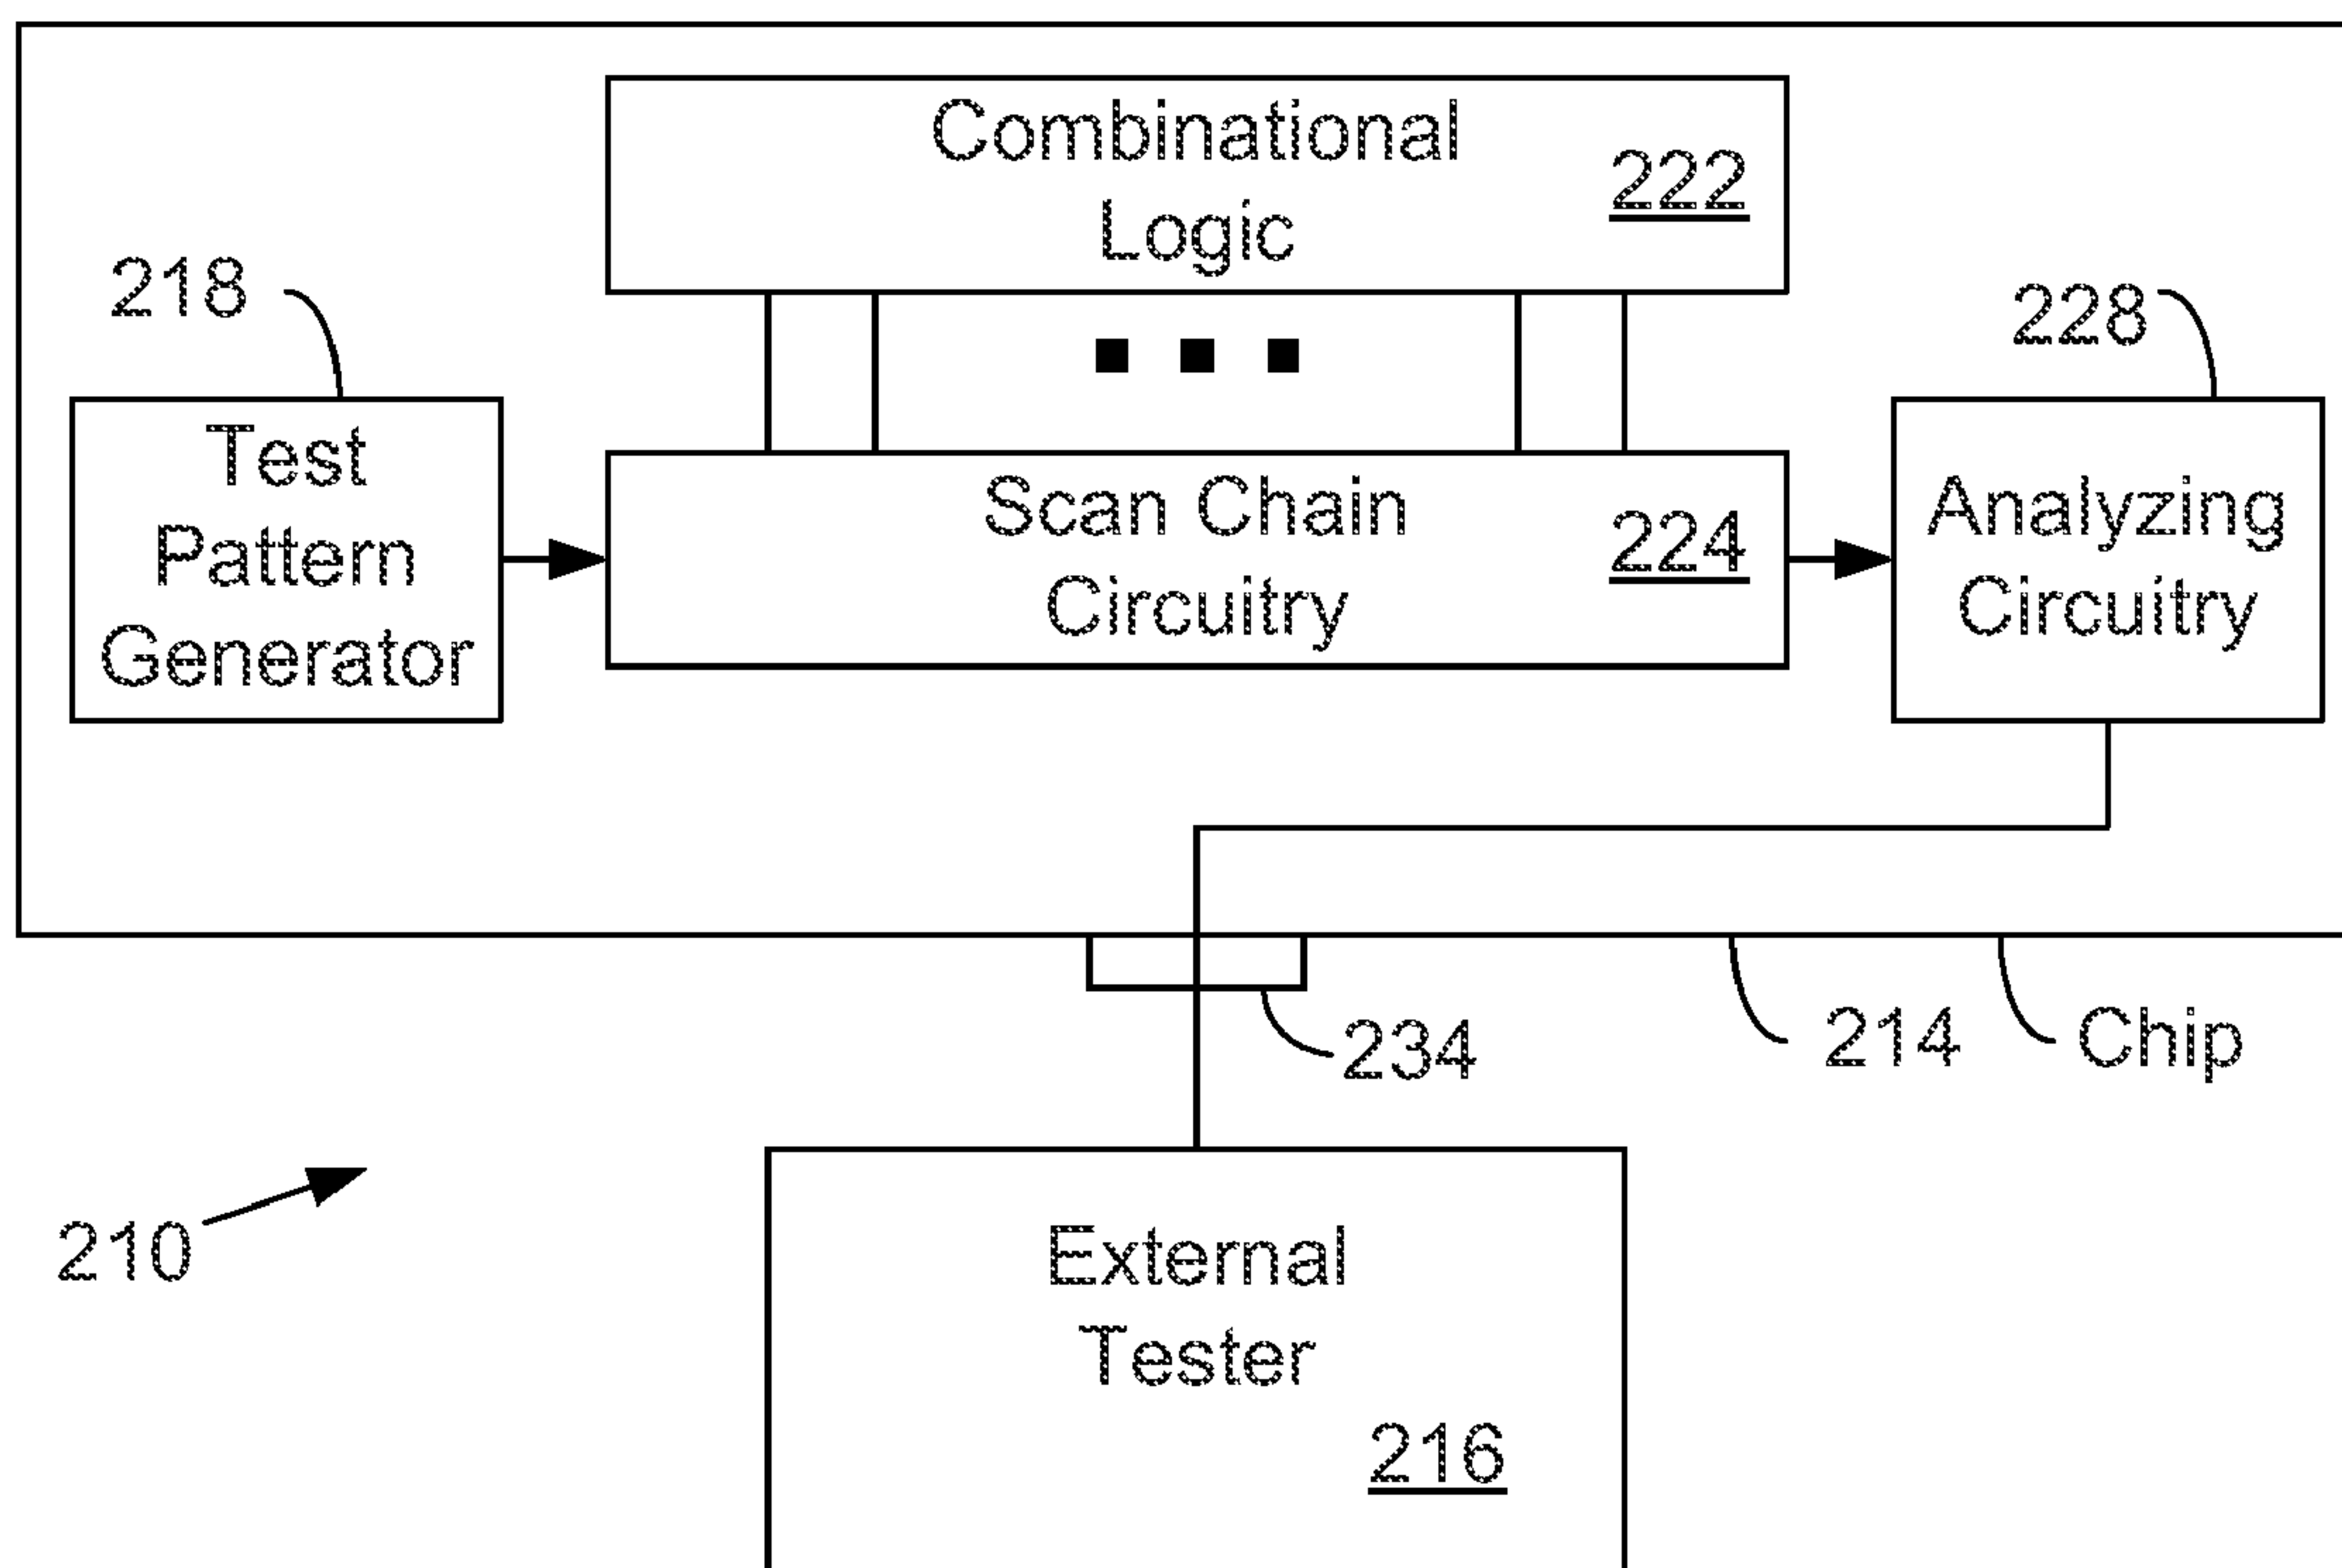 Combinational
Logic
222
218
228
Test
Pattern
Generator
Scan Chain
Circuitry
224
Analyzing
Circuitry
234
214
Chip
210
External
Tester
216